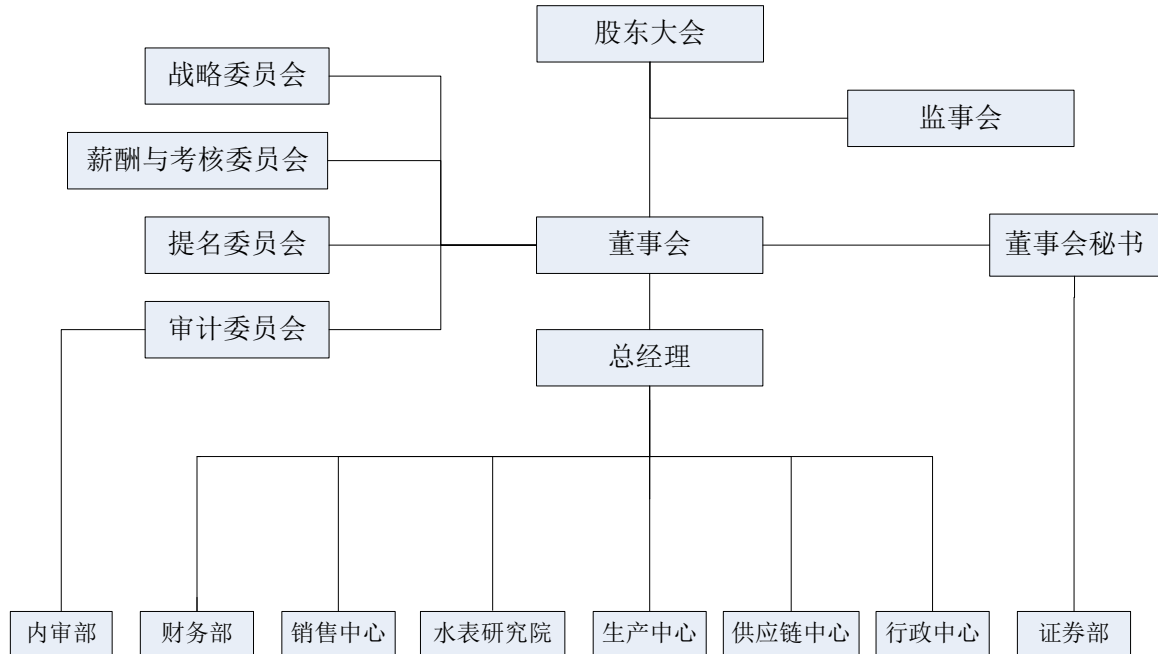 股东大会
战略委员会
监事会
薪酬与考核委员会
提名委员会
董事会
董事会秘书
审计委员会
总经理
内审部
财务部
销售中心
水表研究院
生产中心
供应链中心
行政中心
证券部